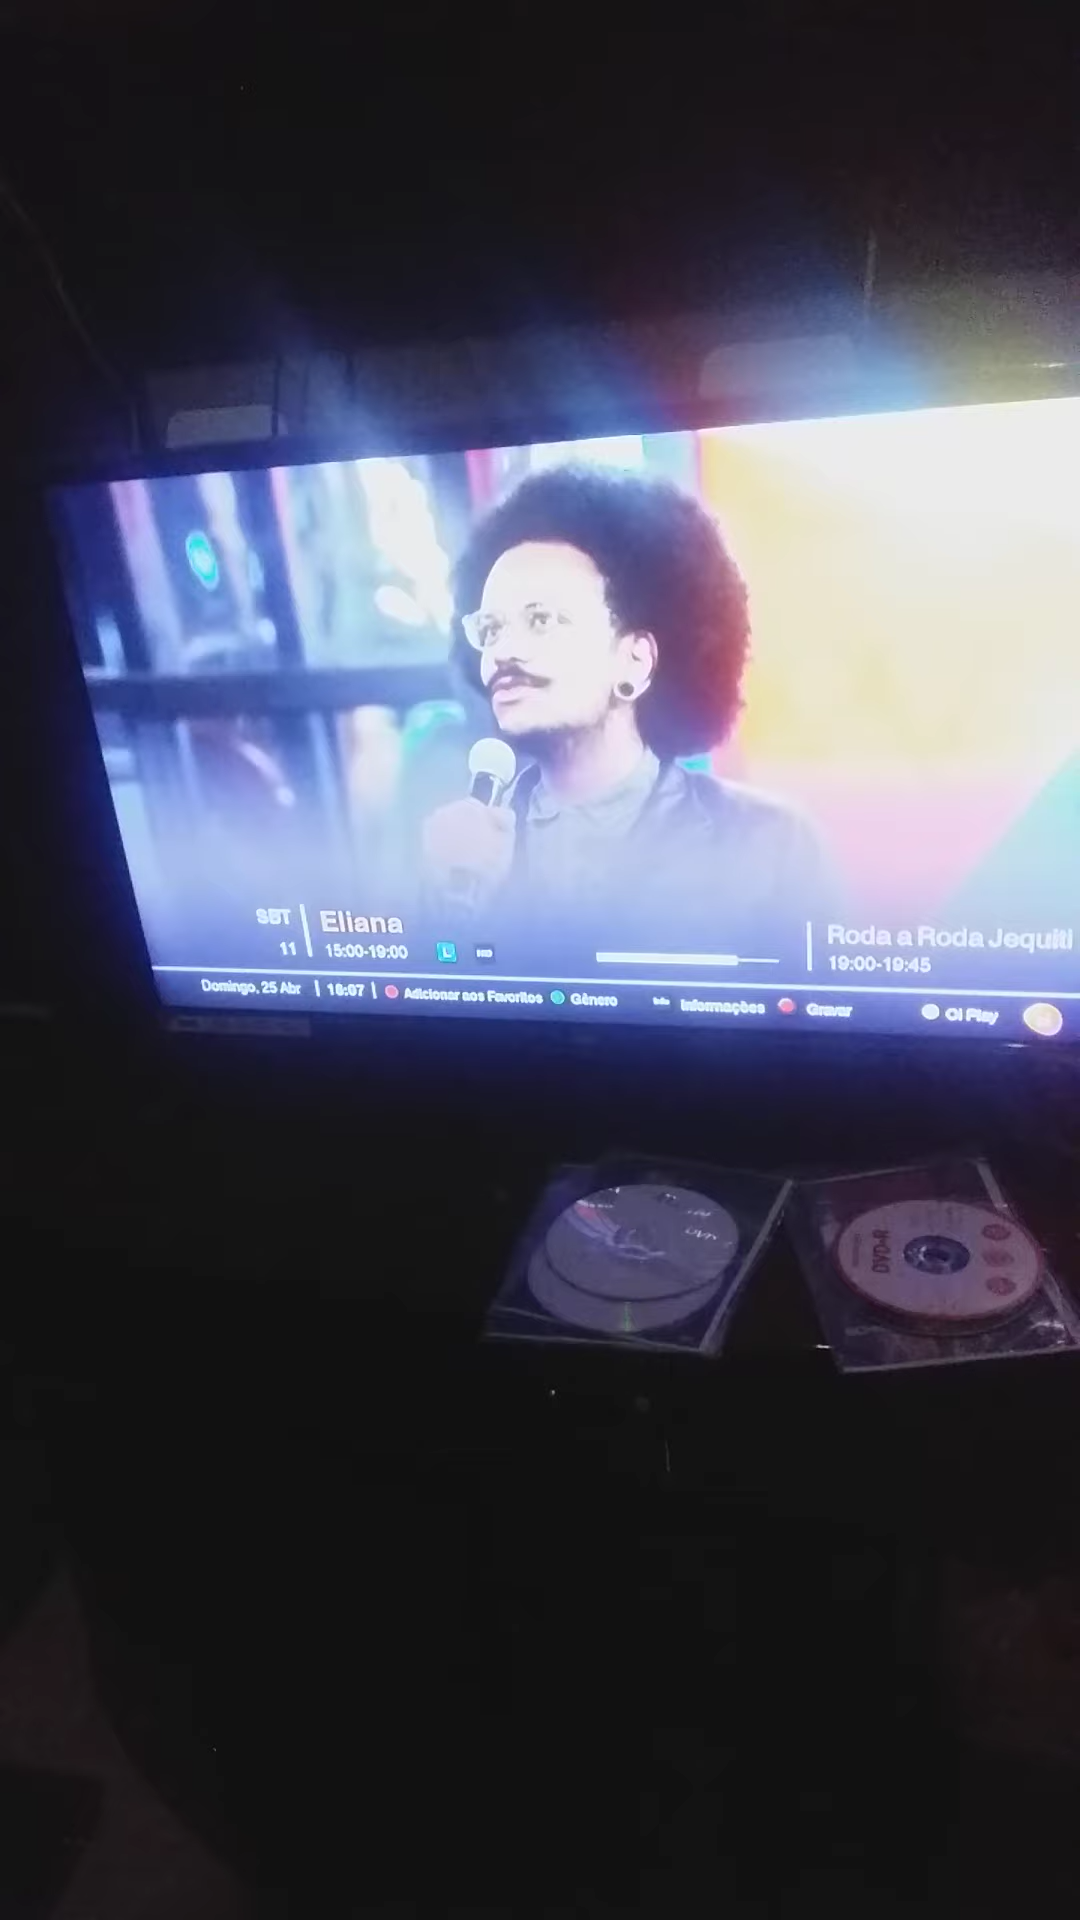 SBT
Eliana
11
15:00-19:00
L
HD
Roda a Roda Jequiti
19:00-19:45
Domingo, 25 Abr | 18:07 |
Adicionar aos Favoritos
Gênero
Informações
Gravar
Oi Play
DVD+R